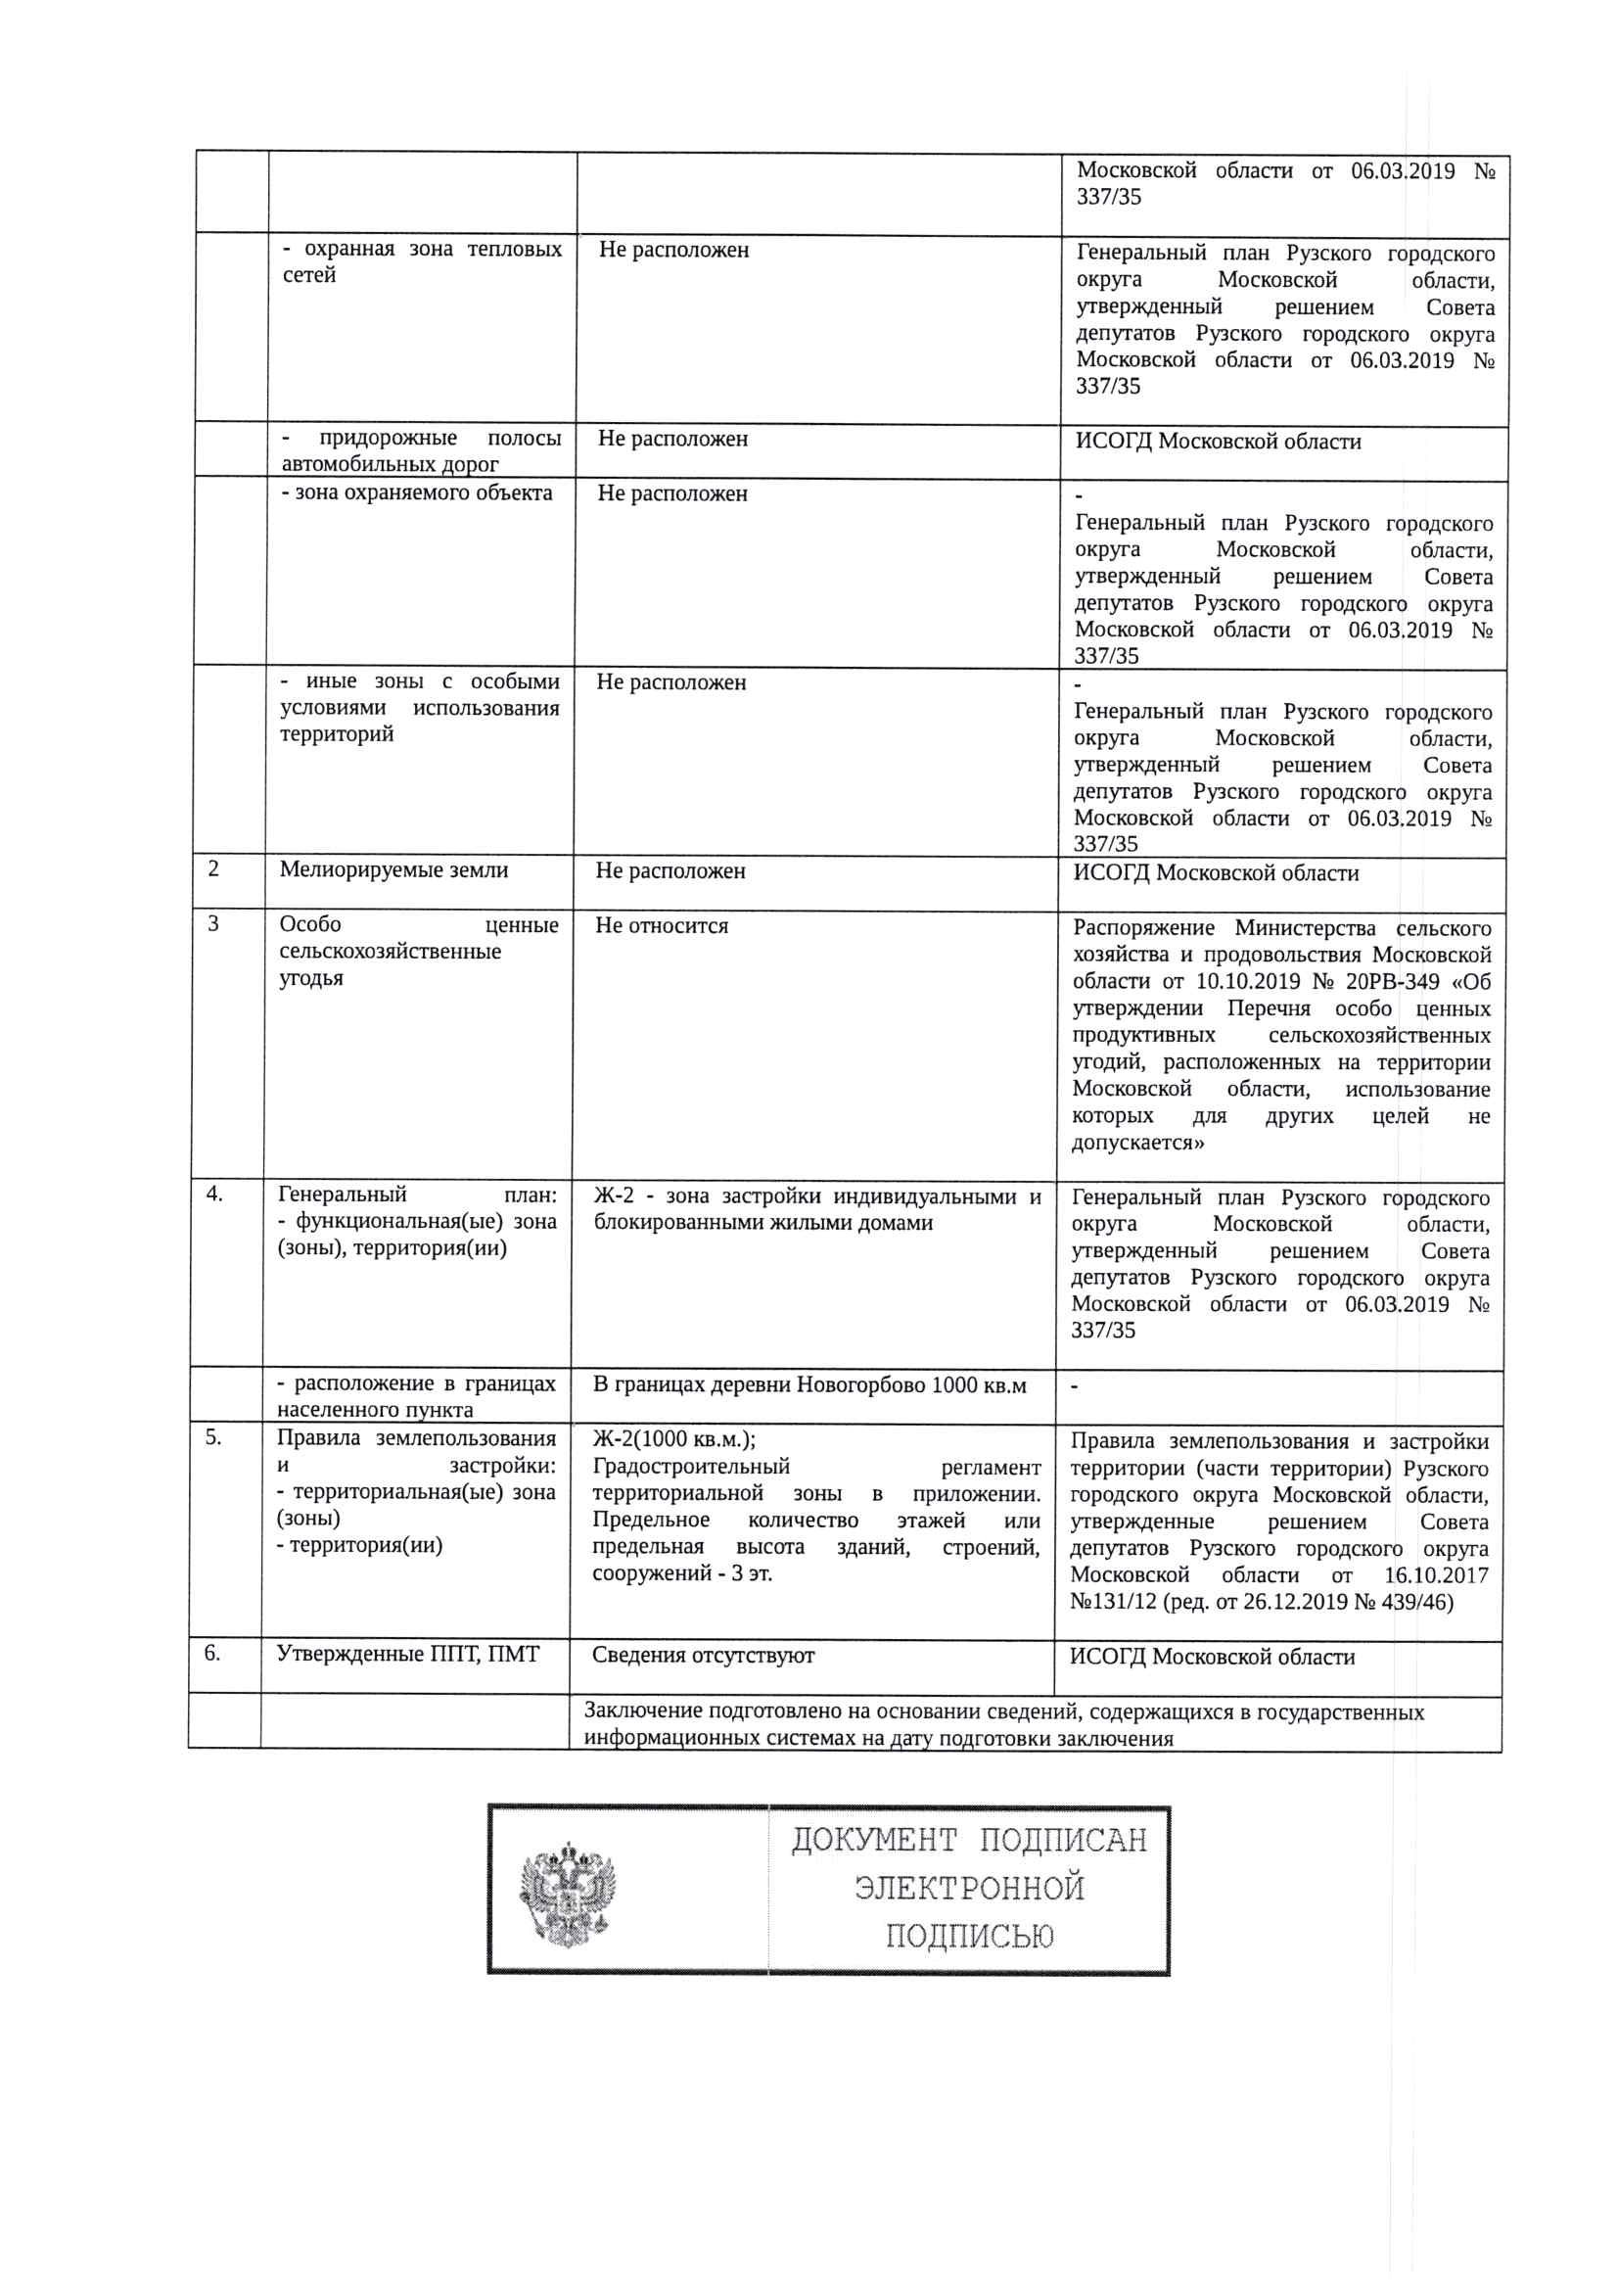 Московской области от 06.03.2019 №
337/35
- охранная зона тепловых
сетей
Не расположен
Генеральный план Рузского городского
округа Московской области,
утвержденный решением Совета
депутатов Рузского городского округа
Московской области от 06.03.2019 №
337/35
- придорожные полосы
автомобильных дорог
Не расположен
ИСОГД Московской области
- зона охраняемого объекта
Не расположен
-
Генеральный план Рузского городского
округа Московской области,
утвержденный решением Совета
депутатов Рузского городского округа
Московской области от 06.03.2019 №
337/35
- иные зоны с особыми
условиями использования
территорий
Не расположен
-
Генеральный план Рузского городского
округа Московской области,
утвержденный решением Совета
депутатов Рузского городского округа
Московской области от 06.03.2019 №
337/35
2
Мелиорируемые земли
Не расположен
ИСОГД Московской области
3
Особо ценные
сельскохозяйственные
угодья
Не относится
Распоряжение Министерства сельского
хозяйства и продовольствия Московской
области от 10.10.2019 № 20РВ-349 «Об
утверждении Перечня особо ценных
продуктивных сельскохозяйственных
угодий, расположенных на территории
Московской области, использование
которых для других целей не
допускается»
4.
Генеральный план:
- функциональная(ые) зона
(зоны), территория(ии)
Ж-2 - зона застройки индивидуальными и
блокированными жилыми домами
Генеральный план Рузского городского
округа Московской области,
утвержденный решением Совета
депутатов Рузского городского округа
Московской области от 06.03.2019 №
337/35
- расположение в границах
населенного пункта
В границах деревни Новогорбово 1000 кв.м
-
5.
Правила землепользования
и застройки:
- территориальная(ые) зона
(зоны)
- территория(ии)
Ж-2(1000 кв.м.);
Градостроительный регламент
территориальной зоны в приложении.
Предельное количество этажей или
предельная высота зданий, строений,
сооружений - 3 эт.
Правила землепользования и застройки
территории (части территории) Рузского
городского округа Московской области,
утвержденные решением Совета
депутатов Рузского городского округа
Московской области от 16.10.2017
№131/12 (ред. от 26.12.2019 № 439/46)
6.
Утвержденные ППТ, ПМТ
Сведения отсутствуют
ИСОГД Московской области
Заключение подготовлено на основании сведений, содержащихся в государственных
информационных системах на дату подготовки заключения
ДОКУМЕНТ ПОДПИСАН
ЭЛЕКТРОННОЙ
ПОДПИСЬЮ